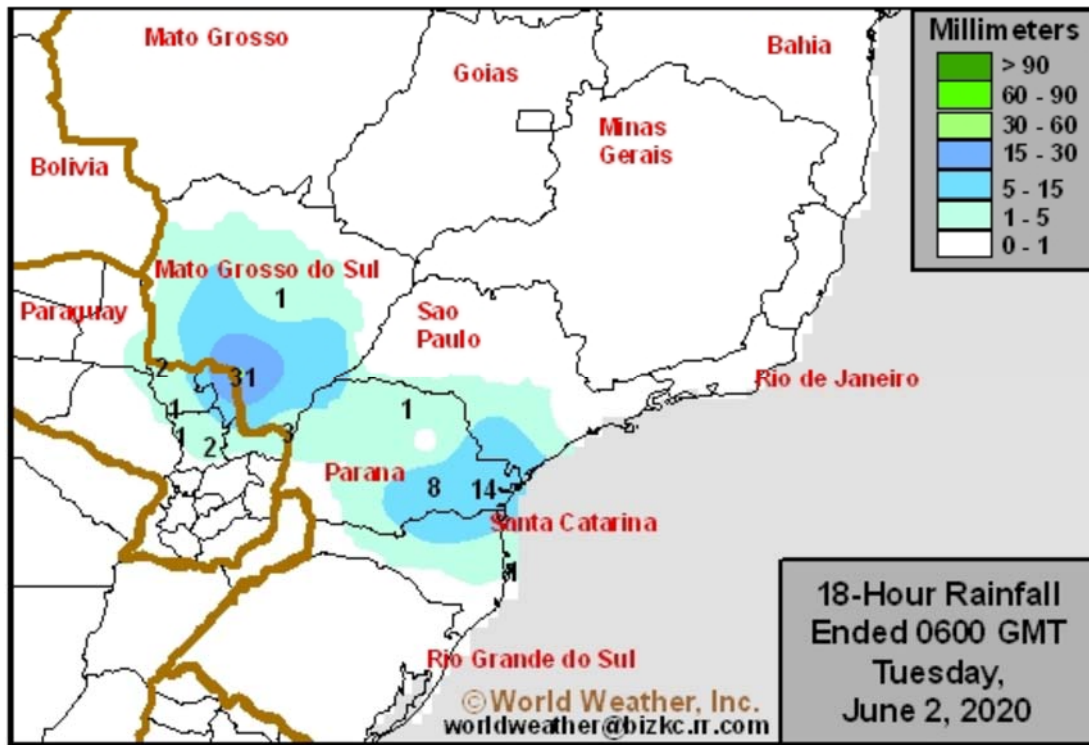 Mato Grosso
Goias
Bahia
Millimeters
> 90
60 - 90
30 - 60
15 - 30
5 - 15
1 - 5
0 - 1
Minas
Gerais
Bolivia
Mato Grosso do Sul
1
Paraguay
Sao
Paulo
2
31
Rio de Janeiro
1
1
1
2
3
Parana
8
14
Santa Catarina
1
Rio Grande do Sul
©World Weather, Inc.
worldweather@bizkc.rr.com
18-Hour Rainfall
Ended 0600 GMT
Tuesday,
June 2, 2020